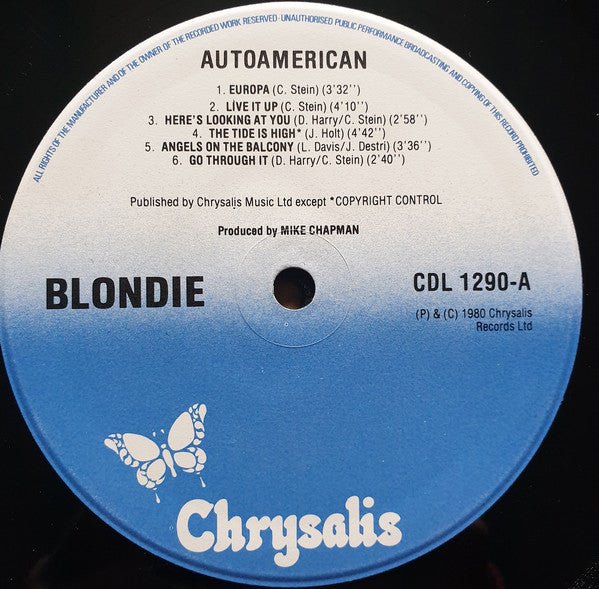 ALL RIGHTS OF THE MANUFACTURER AND OF THE OWNER OF THE RECORDED WORK RESERVED · UNAUTHORISED PUBLIC PERFORMANCE BROADCASTING AND COPYING OF THIS RECORD PROHIBITED
AUTOAMERICAN
1. EUROPA (C. Stein) (3'32'')
2. LIVE IT UP (C. Stein) (4'10'')
3. HERE'S LOOKING AT YOU (D. Harry/C. Stein) (2'58'')
4. THE TIDE IS HIGH* (J. Holt) (4'42'')
5. ANGELS ON THE BALCONY (L. Davis/J. Destri) (3'36'')
6. GO THROUGH IT (D. Harry/C. Stein) (2'40'')
Published by Chrysalis Music Ltd except *COPYRIGHT CONTROL
Produced by MIKE CHAPMAN
BLONDIE
CDL 1290-A
(P) & (C) 1980 Chrysalis
Records Ltd
Chrysalis